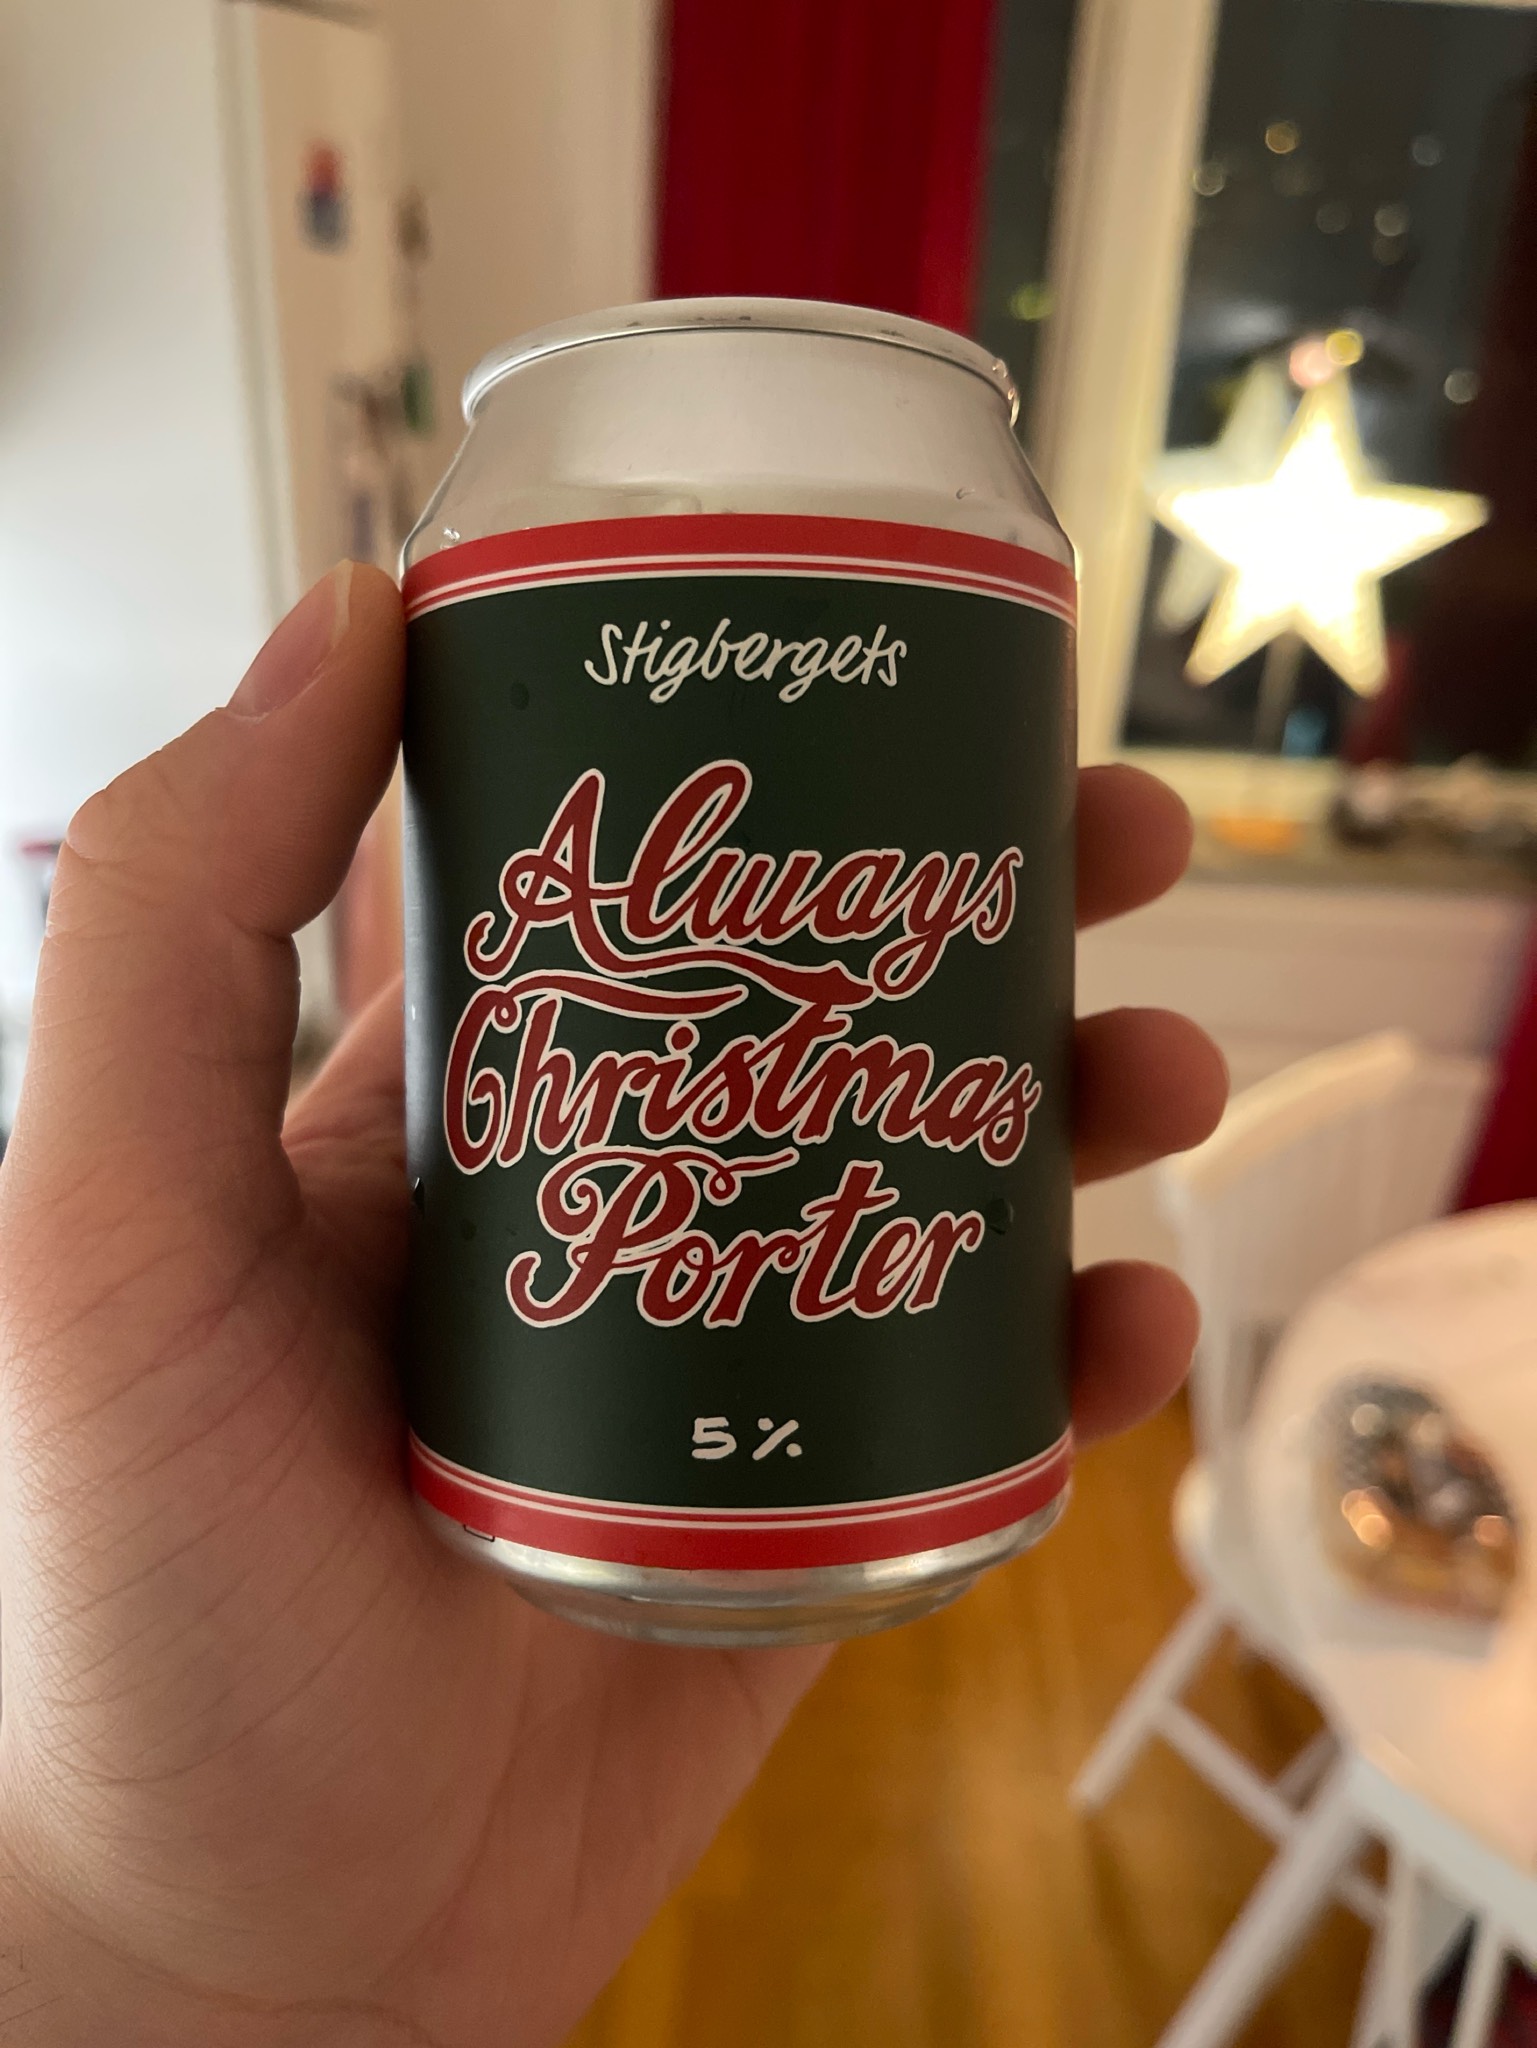 Stigbergets
Always
Christmas
Porter
5%